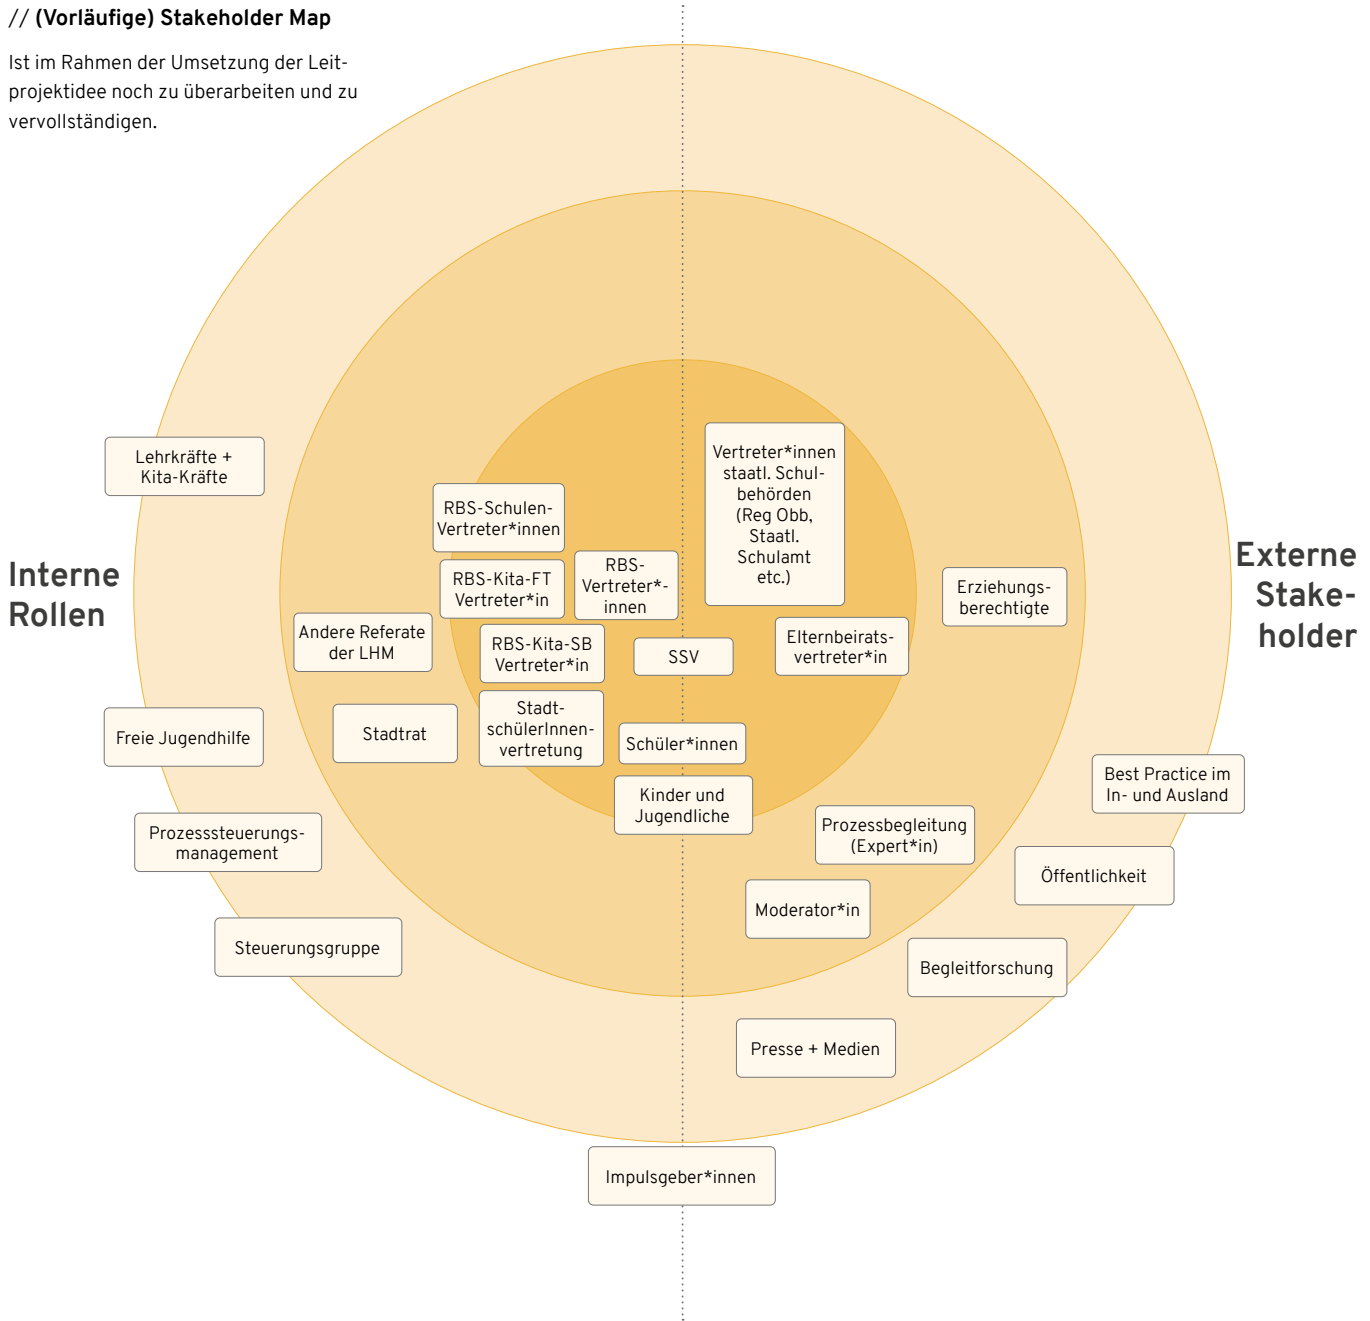 // (Vorläufige) Stakeholder Map
Ist im Rahmen der Umsetzung der Leit-
projektidee noch zu überarbeiten und zu
vervollständigen.
Interne
Rollen
Externe
Stake-
holder
Lehrkräfte +
Kita-Kräfte
RBS-Schulen-
Vertreter*innen
RBS-Kita-FT
Vertreter*in
RBS-
Vertreter*-
innen
Vertreter*innen
staatl. Schul-
behörden
(Reg Obb,
Staatl.
Schulamt
etc.)
Erziehungs-
berechtigte
Andere Referate
der LHM
RBS-Kita-SB
Vertreter*in
SSV
Elternbeirats-
vertreter*in
Freie Jugendhilfe
Stadtrat
Stadt-
schülerInnen-
vertretung
Schüler*innen
Kinder und
Jugendliche
Best Practice im
In- und Ausland
Prozesssteuerungs-
management
Prozessbegleitung
(Expert*in)
Öffentlichkeit
Moderator*in
Steuerungsgruppe
Begleitforschung
Presse + Medien
Impulsgeber*innen